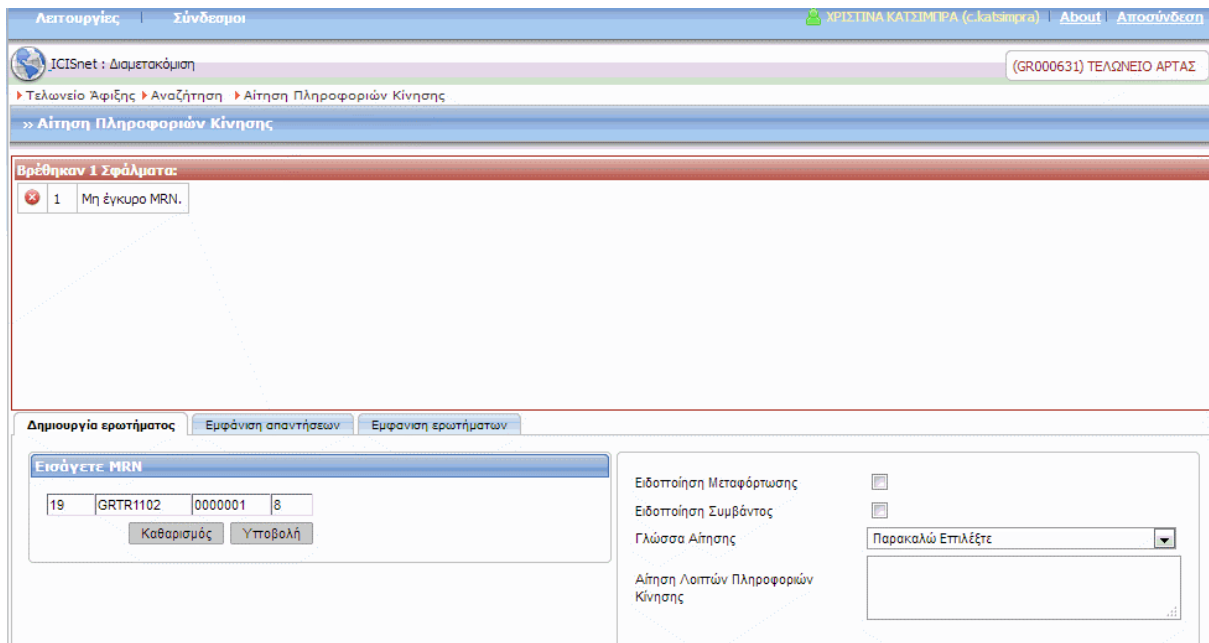 Λειτουργίες | Σύνδεσμοι ΧΡΙΣΤΙΝΑ ΚΑΤΣΙΜΠΡΑ (c.katsimpra) | About | Αποσύνδεση
ICISnet : Διαμετακόμιση (GR000631) ΤΕΛΩΝΕΙΟ ΑΡΤΑΣ
Τελωνείο Άφιξης Αναζήτηση Αίτηση Πληροφοριών Κίνησης
» Αίτηση Πληροφοριών Κίνησης
Βρέθηκαν 1 Σφάλματα:
1 Μη έγκυρο MRN.
Δημιουργία ερωτήματος Εμφάνιση απαντήσεων Εμφανιση ερωτήματων
Εισάγετε MRN
19 GRTR1102 0000001 8
Καθαρισμός Υποβολή
Ειδοποίηση Μεταφόρτωσης
Ειδοποίηση Συμβάντος
Γλώσσα Αίτησης Παρακαλώ Επιλέξτε
Αίτηση Λοιπών Πληροφοριών
Κίνησης